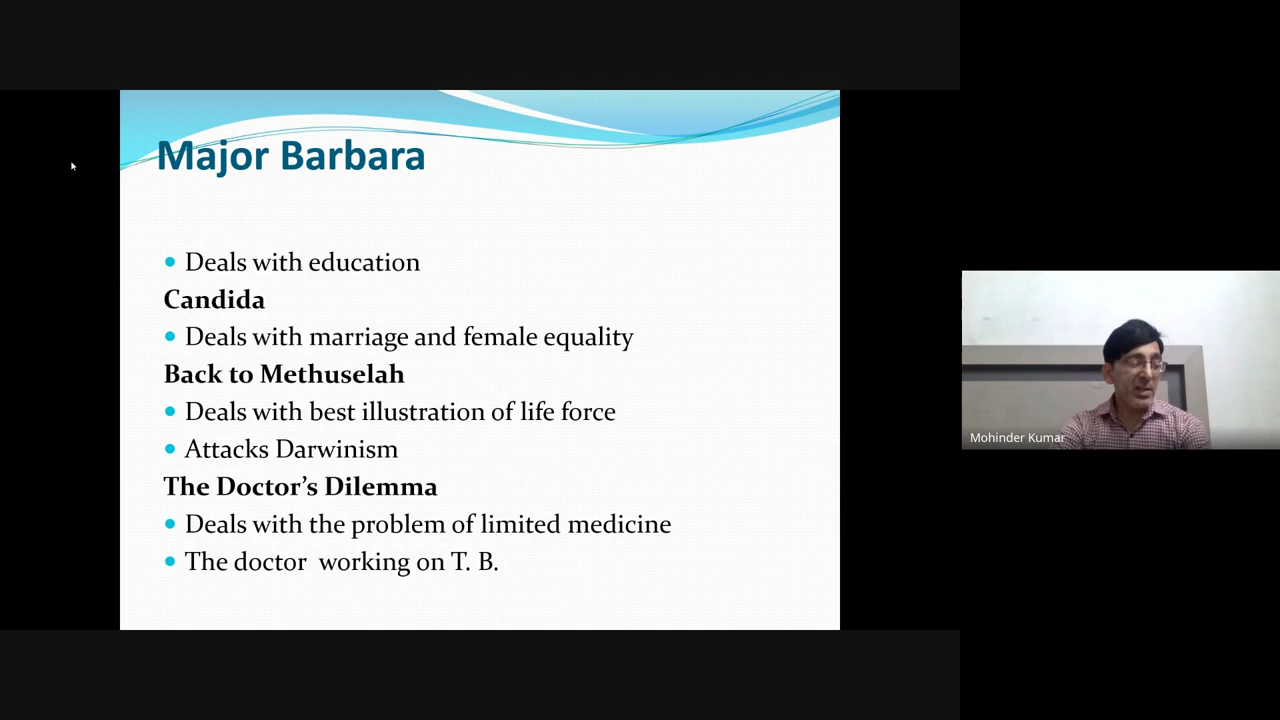 Major Barbara
• Deals with education
Candida
• Deals with marriage and female equality
Back to Methuselah
• Deals with best illustration of life force
• Attacks Darwinism
The Doctor’s Dilemma
• Deals with the problem of limited medicine
• The doctor  working on T. B.
Mohinder Kumar